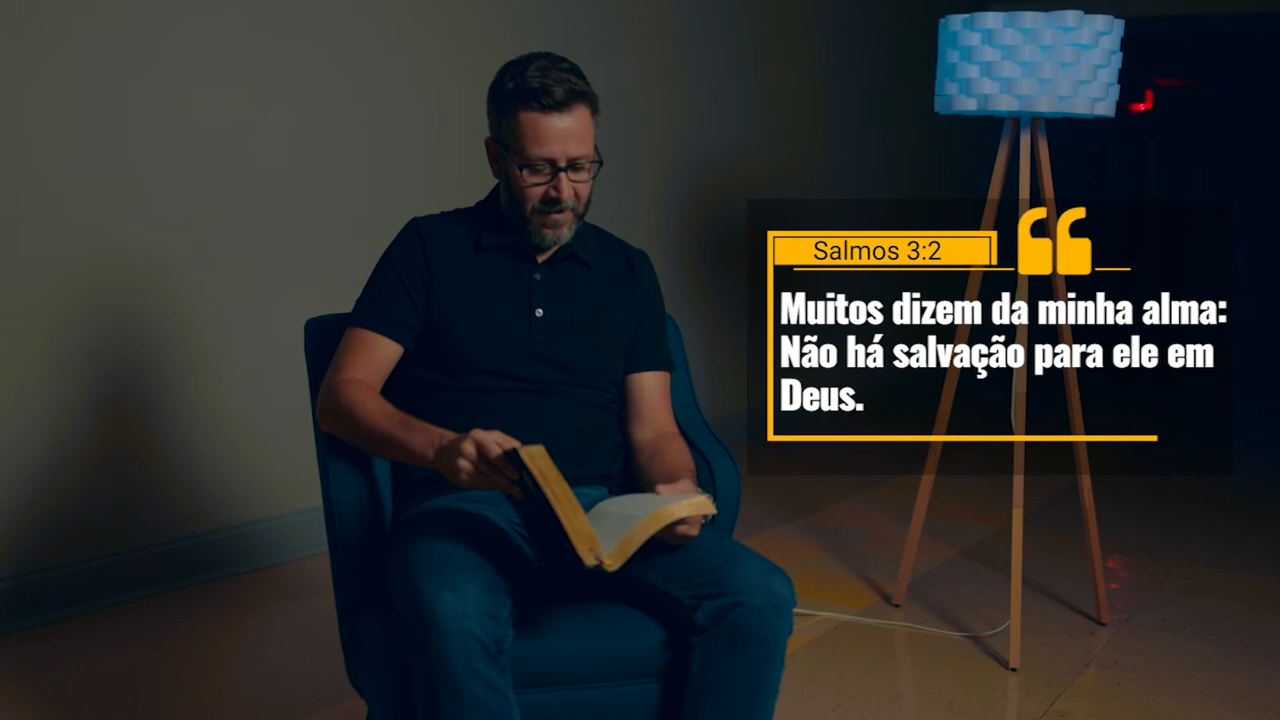 Salmos 3:2
Muitos dizem da minha alma:
Não há salvação para ele em
Deus.